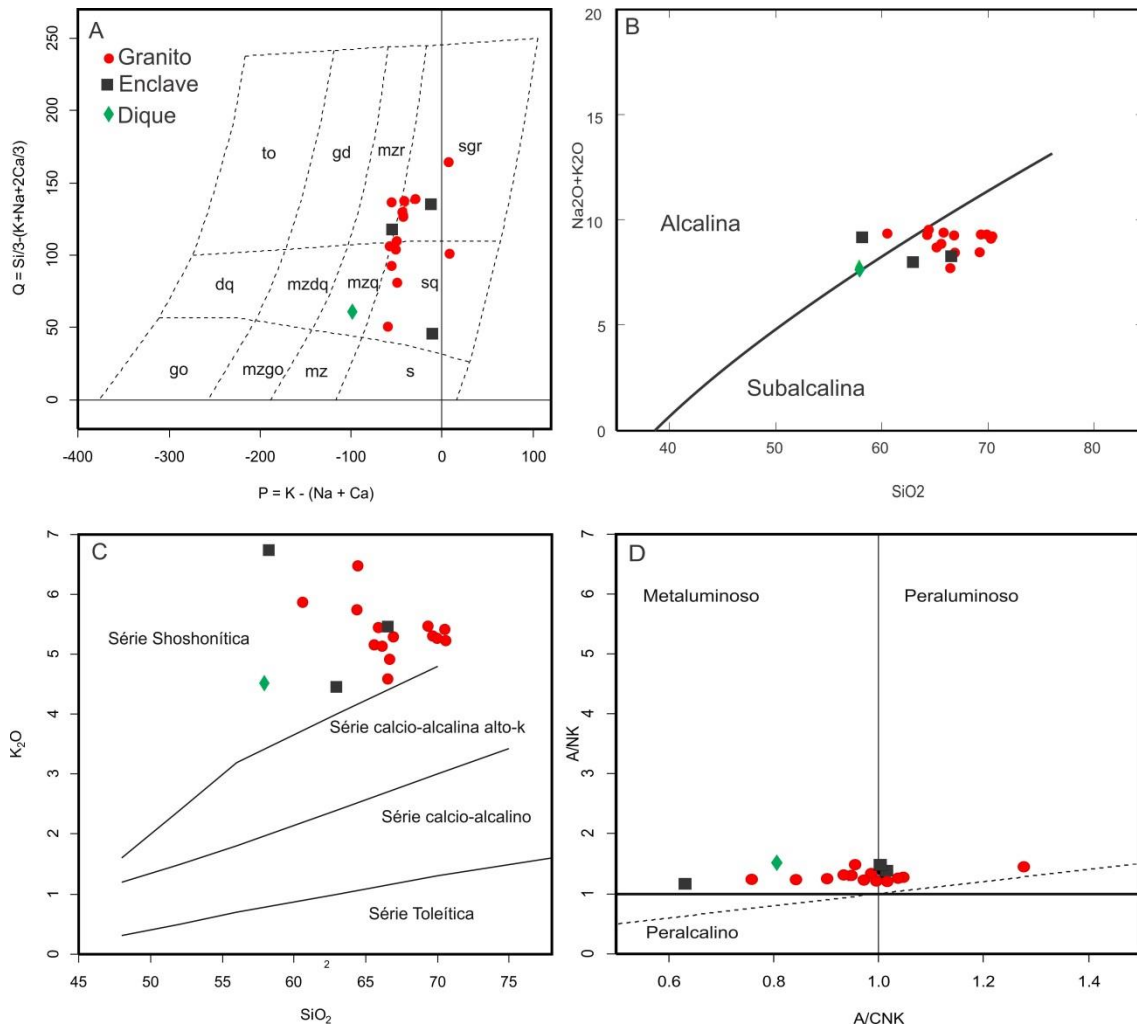 A
Granito
Enclave
Dique
250
200
150
100
50
0
Q = Si/3-(K+Na+2Ca/3)
to
gd
mzr
sgr
dq
mzdq
mzq
sq
go
mzgo
mz
s
-400
-300
-200
-100
0
100
P = K - (Na + Ca)
B
20
15
10
5
0
Na2O+K2O
Alcalina
Subalcalina
40
50
60
70
80
SiO2
C
7
6
5
4
3
2
1
0
K2O
Série Shoshonítica
Série calcio-alcalina alto-k
Série calcio-alcalino
Série Toleítica
45
50
55
60
65
70
75
2
SiO2
D
7
6
5
4
3
2
1
0
A/NK
Metaluminoso
Peraluminoso
Peralcalino
0.6
0.8
1.0
1.2
1.4
A/CNK